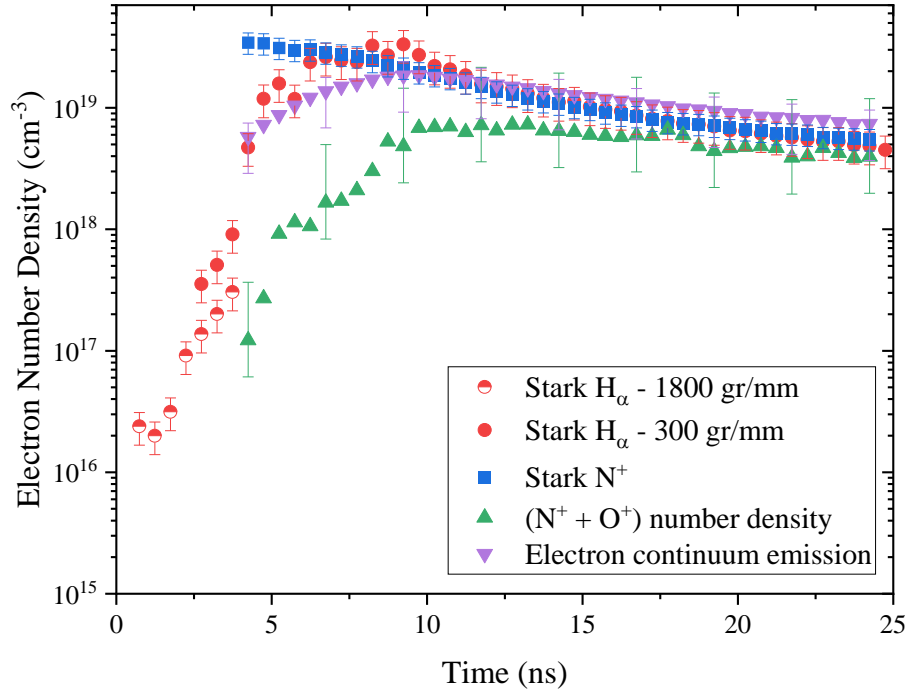 Electron Number Density (cm⁻³)
10¹⁹
10¹⁸
10¹⁷
10¹⁶
10¹⁵
Stark Hα - 1800 gr/mm
Stark Hα - 300 gr/mm
Stark N⁺
(N⁺ + O⁺) number density
Electron continuum emission
0 5 10 15 20 25
Time (ns)